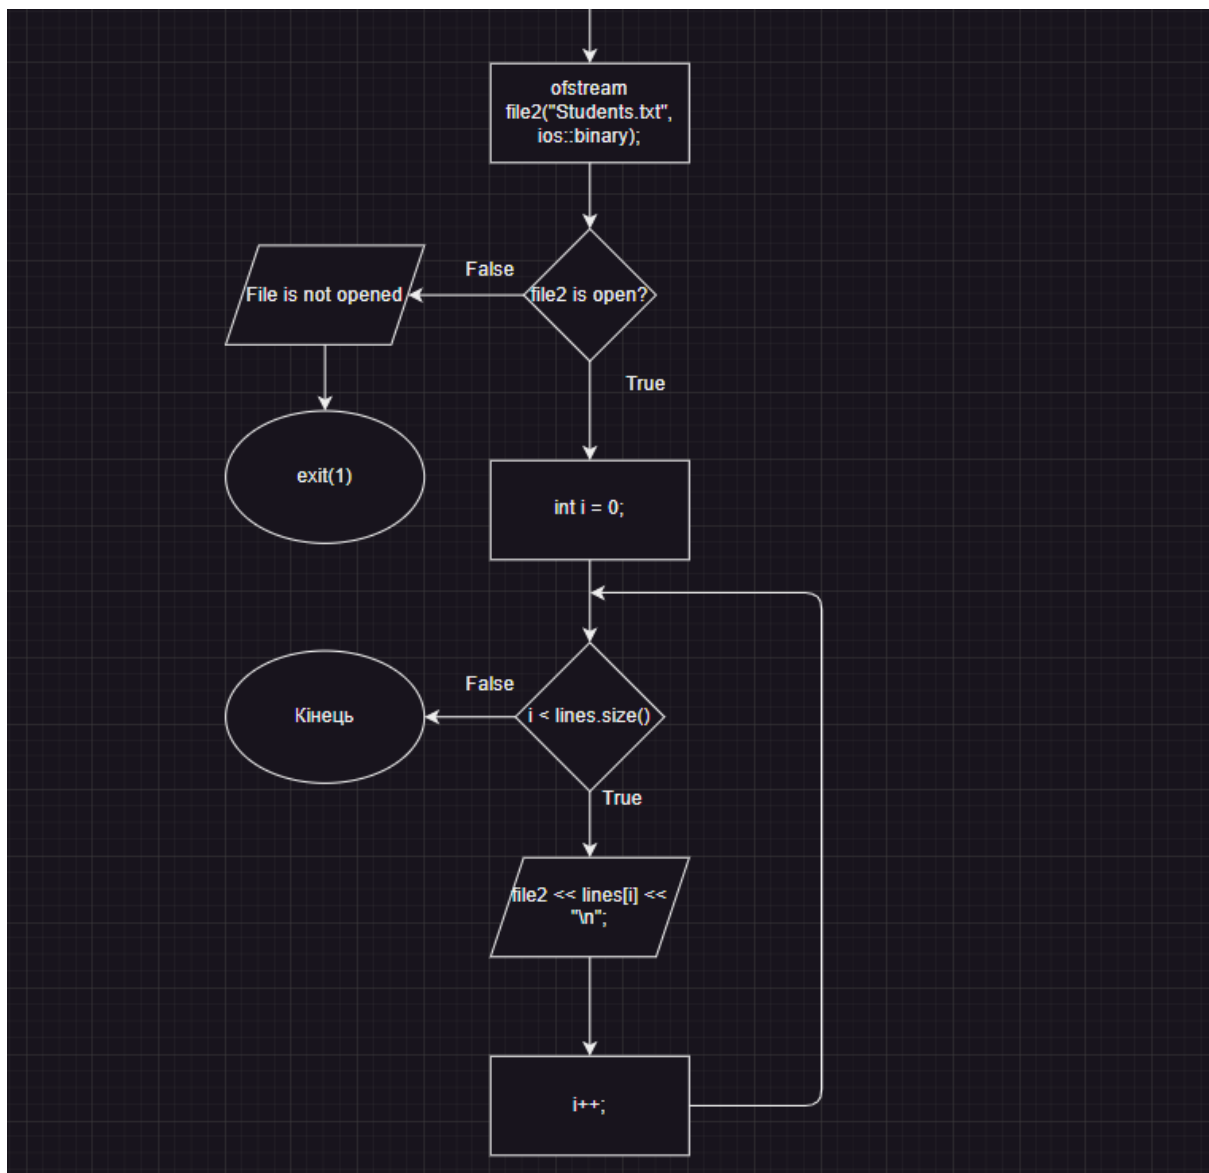 ofstream
file2("Students.txt",
ios::binary);
False
File is not opened
file2 is open?
True
exit(1)
int i = 0;
False
Кінець
i < lines.size()
True
file2 << lines[i] <<
"\n";
i++;